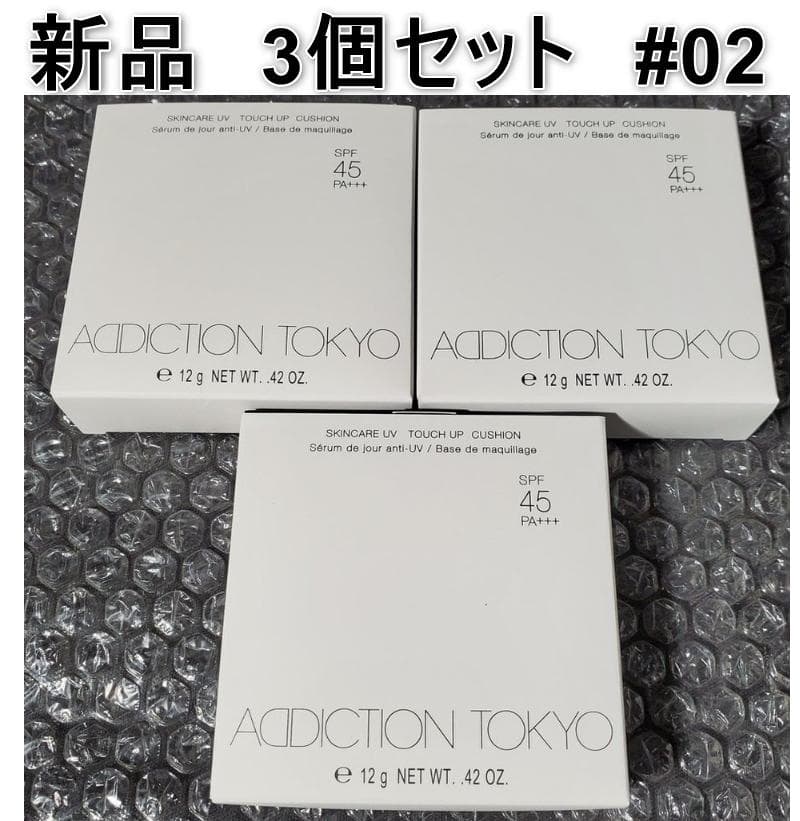 新品 3個セット #02
SKINCARE UV TOUCH UP CUSHION
Sérum de jour anti-UV / Base de maquillage
SPF
45
PA+++
ADDICTION TOKYO
℮ 12 g NET WT. .42 OZ.
SKINCARE UV TOUCH UP CUSHION
Sérum de jour anti-UV / Base de maquillage
SPF
45
PA+++
ADDICTION TOKYO
℮ 12 g NET WT. .42 OZ.
SKINCARE UV TOUCH UP CUSHION
Sérum de jour anti-UV / Base de maquillage
SPF
45
PA+++
ADDICTION TOKYO
℮ 12 g NET WT. .42 OZ.